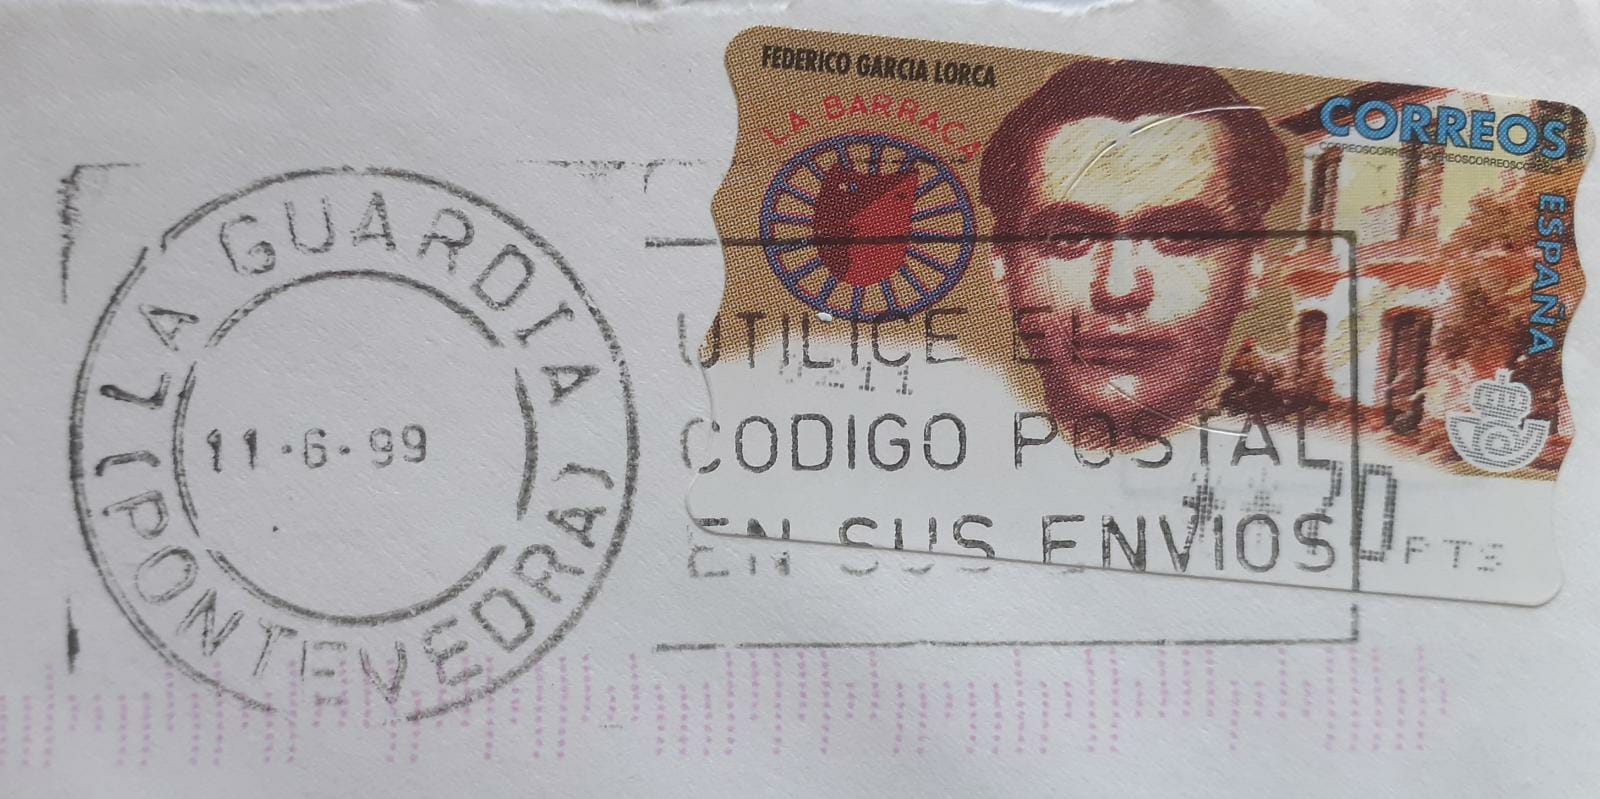 FEDERICO GARCIA LORCA
LA BARRACA
CORREOS
ESPAÑA
LA GUARDIA
(PONTEVEDRA)
11-6-99
UTILICE EL
CODIGO POSTAL
EN SUS ENVIOS
PTS